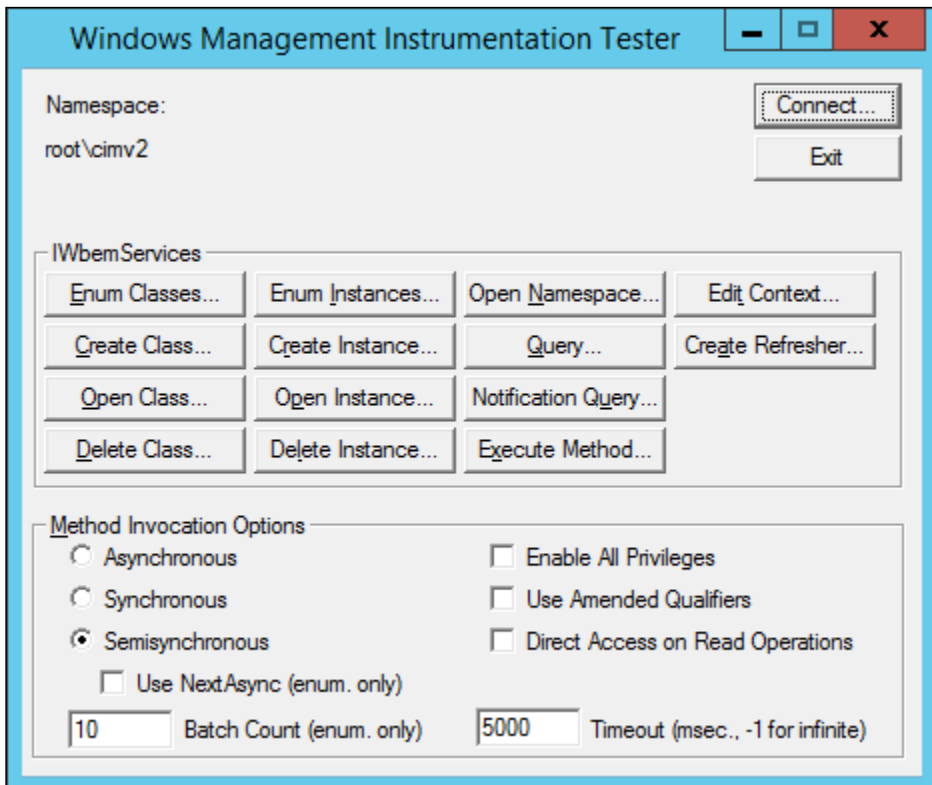 Windows Management Instrumentation Tester
Namespace:
Connect...
root\cimv2
Exit
IWbemServices
Enum Classes... Enum Instances... Open Namespace... Edit Context...
Create Class... Create Instance... Query... Create Refresher...
Open Class... Open Instance... Notification Query...
Delete Class... Delete Instance... Execute Method...
Method Invocation Options
Asynchronous Enable All Privileges
Synchronous Use Amended Qualifiers
Semisynchronous Direct Access on Read Operations
Use NextAsync (enum. only)
10 Batch Count (enum. only) 5000 Timeout (msec., -1 for infinite)